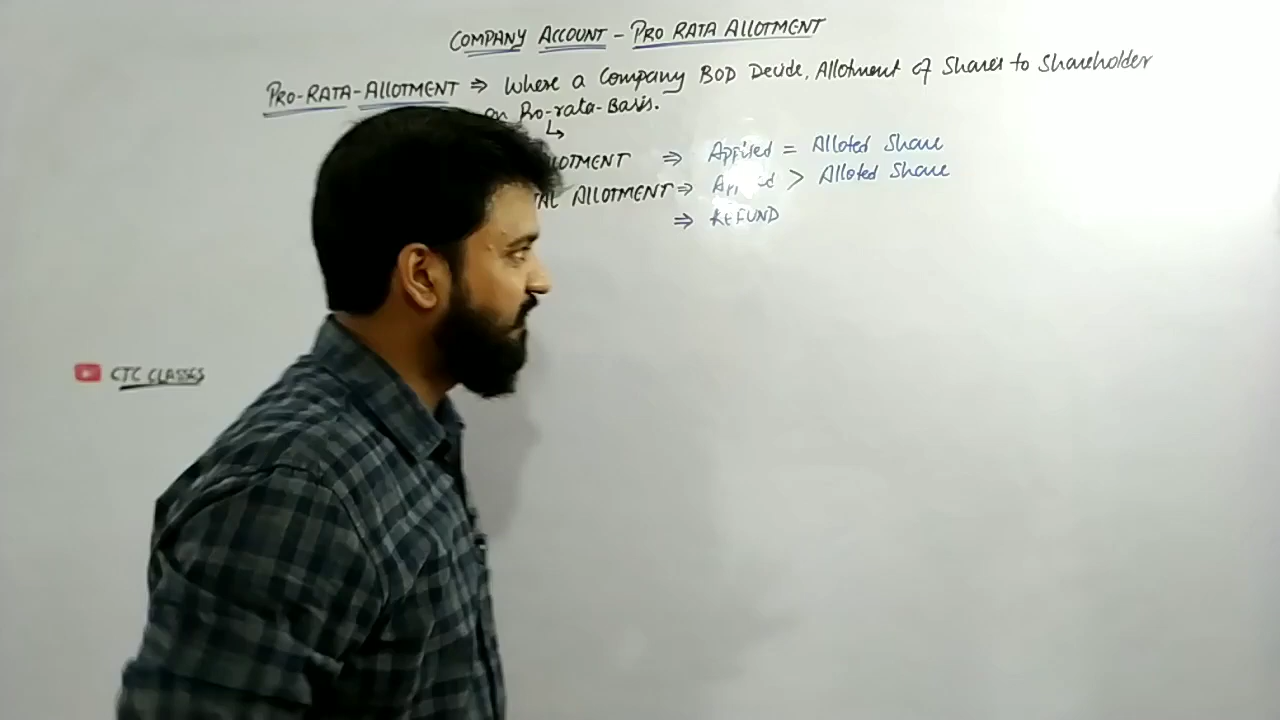 COMPANY ACCOUNT - PRO RATA ALLOTMENT
PRO-RATA-ALLOTMENT ⇒ Where a Company BOD Decide, Allotment of Shares to Shareholder
on Pro-rata-Basis.
LOTMENT ⇒ Applied = Alloted Share
TAL ALLOTMENT ⇒ > Alloted Share
⇒ REFUND
CTC CLASSES